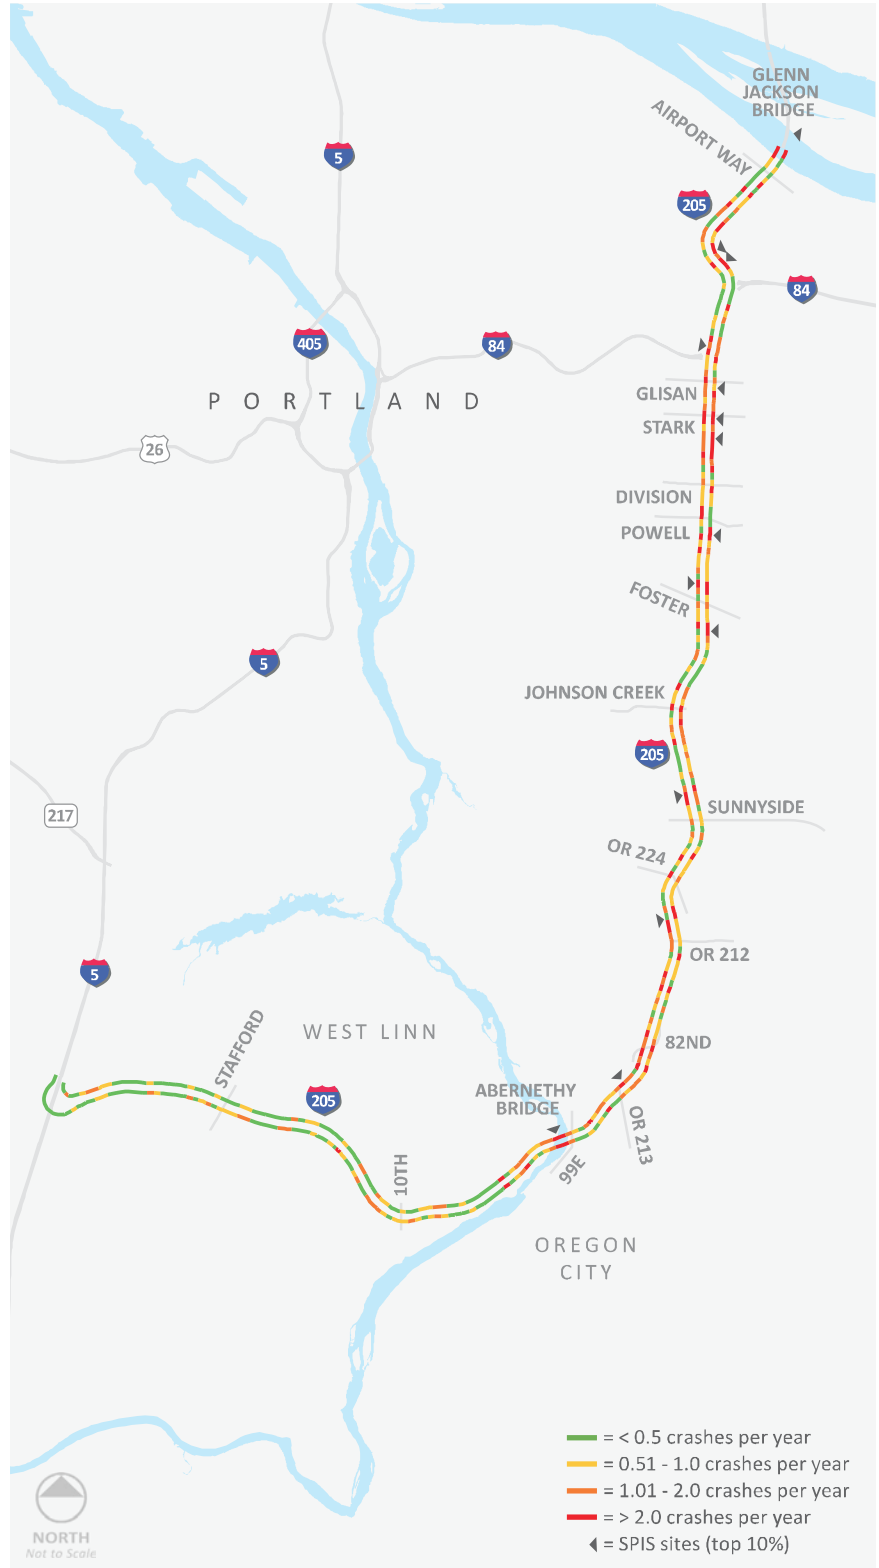 GLENN
JACKSON
BRIDGE
AIRPORT WAY
5
205
84
405
84
PORTLAND
GLISAN
26
STARK
DIVISION
POWELL
FOSTER
5
JOHNSON CREEK
205
217
SUNNYSIDE
OR 224
OR 212
5
STAFFORD
WEST LINN
82ND
205
ABERNETHY
BRIDGE
OR 213
10TH
99E
OREGON
CITY
= < 0.5 crashes per year
= 0.51 - 1.0 crashes per year
= 1.01 - 2.0 crashes per year
= > 2.0 crashes per year
= SPIS sites (top 10%)
NORTH
Not to Scale